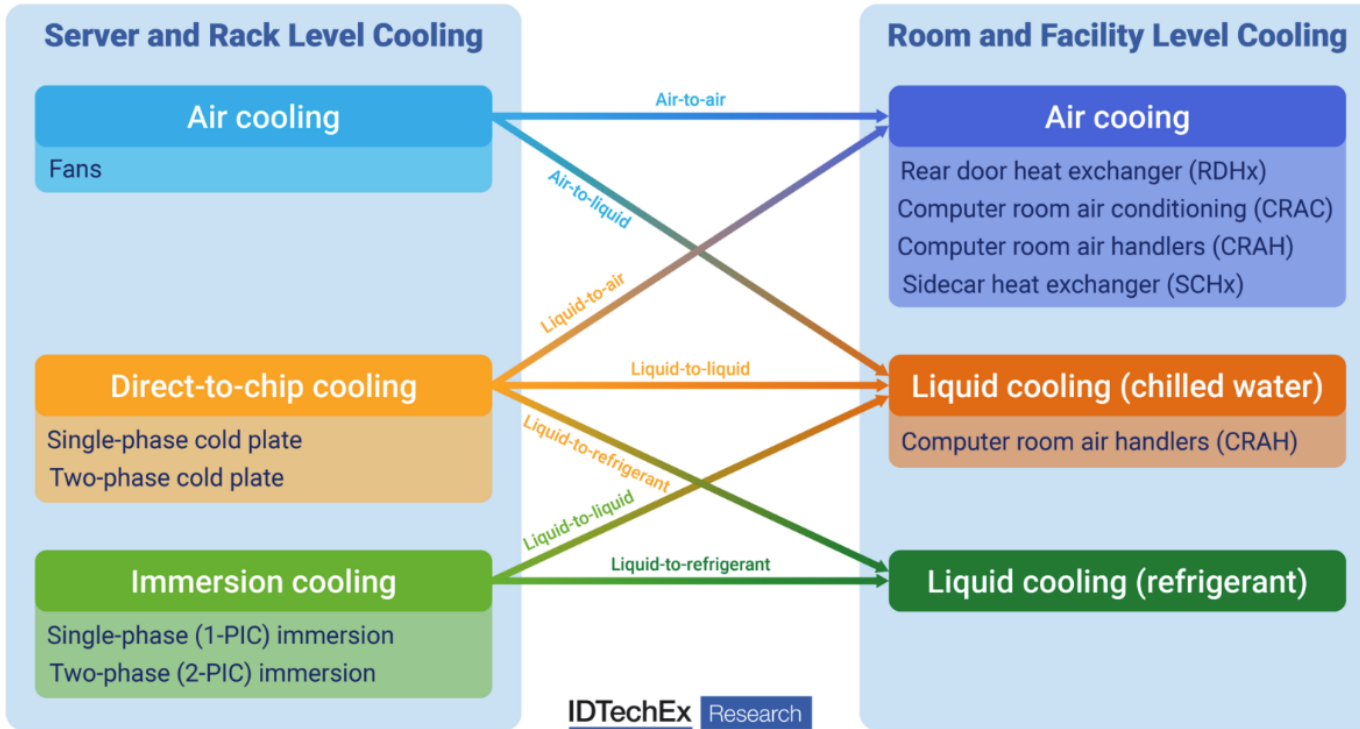 Server and Rack Level Cooling
Room and Facility Level Cooling
Air cooling
Fans
Air-to-air
Air-to-liquid
Air cooing
Rear door heat exchanger (RDHx)
Computer room air conditioning (CRAC)
Computer room air handlers (CRAH)
Sidecar heat exchanger (SCHx)
Direct-to-chip cooling
Single-phase cold plate
Two-phase cold plate
Liquid-to-air
Liquid-to-liquid
Liquid-to-refrigerant
Liquid cooling (chilled water)
Computer room air handlers (CRAH)
Immersion cooling
Single-phase (1-PIC) immersion
Two-phase (2-PIC) immersion
Liquid-to-liquid
Liquid-to-refrigerant
Liquid cooling (refrigerant)
IDTechEx Research